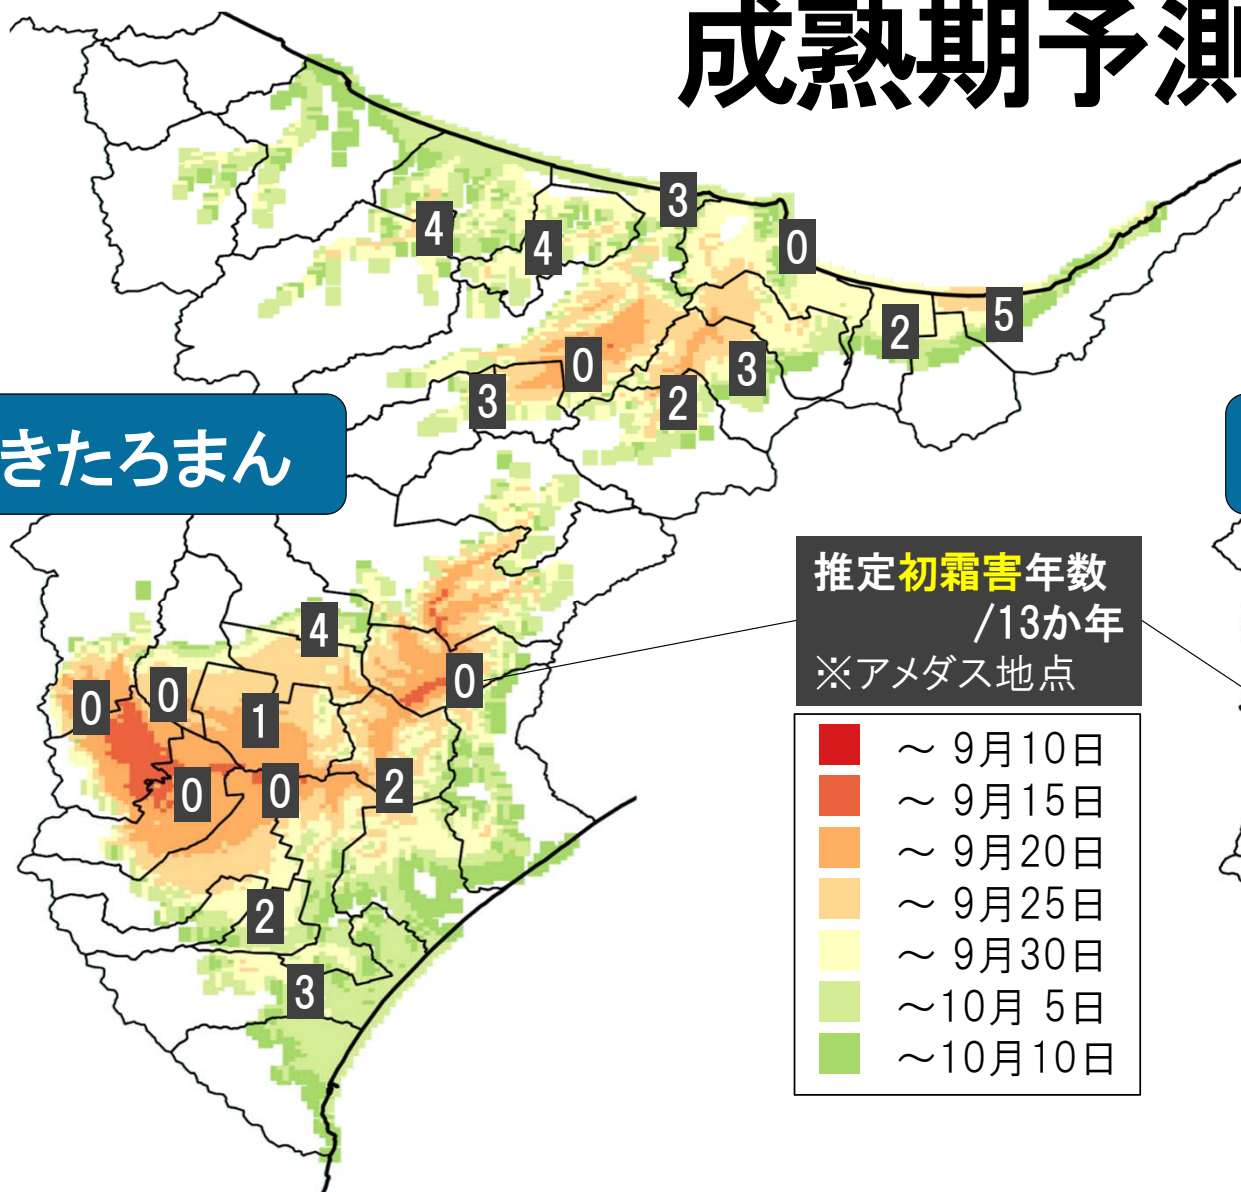 成熟期予測
3
4
4
0
5
2
0
3
3
2
きたろまん
推定初霜害年数
/13か年
※アメダス地点
4
0
0
0
1
0
0
2
2
3
～ 9月10日
～ 9月15日
～ 9月20日
～ 9月25日
～ 9月30日
～10月 5日
～10月10日